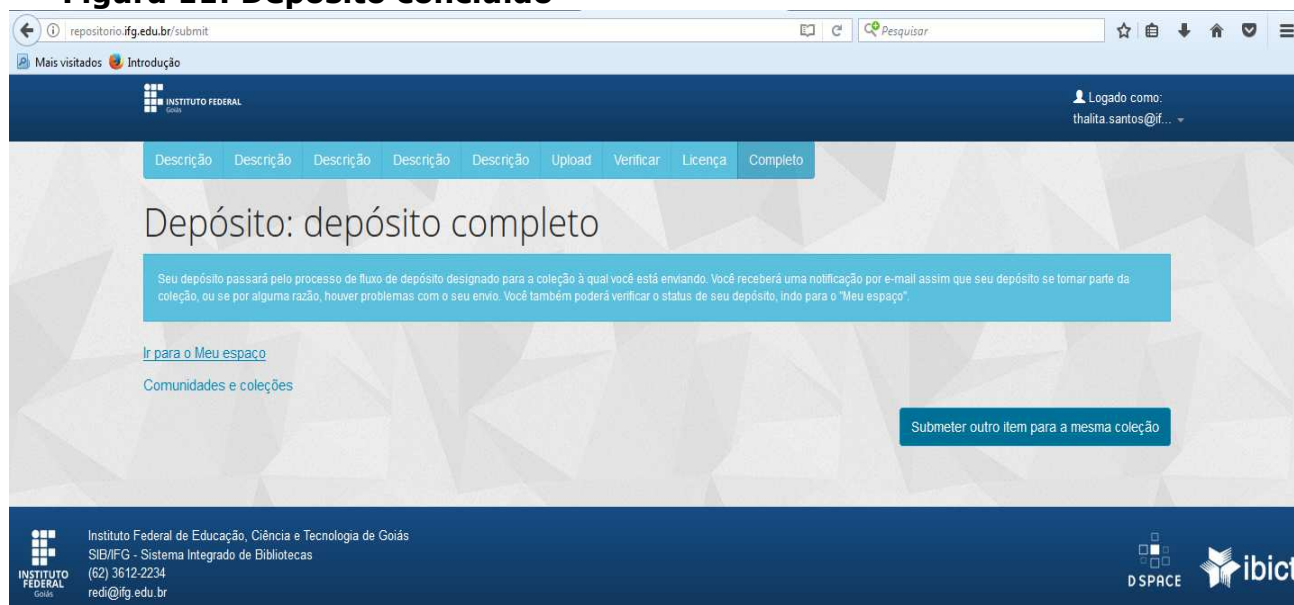 Figura 11: Depósito concluído
repositorio.ifg.edu.br/submit
Pesquisar
Mais visitados Introdução
INSTITUTO FEDERAL
Goiás
Logado como:
thalita.santos@if...
Descrição Descrição Descrição Descrição Descrição Upload Verificar Licença Completo
Depósito: depósito completo
Seu depósito passará pelo processo de fluxo de depósito designado para a coleção à qual você está enviando. Você receberá uma notificação por e-mail assim que seu depósito se tornar parte da
coleção, ou se por alguma razão, houver problemas com o seu envio. Você também poderá verificar o status de seu depósito, indo para o "Meu espaço".
Ir para o Meu espaço
Comunidades e coleções
Submeter outro item para a mesma coleção
Instituto Federal de Educação, Ciência e Tecnologia de Goiás
SIB/IFG - Sistema Integrado de Bibliotecas
(62) 3612-2234
redi@ifg.edu.br
INSTITUTO
FEDERAL
Goiás
DSPACE
ibict